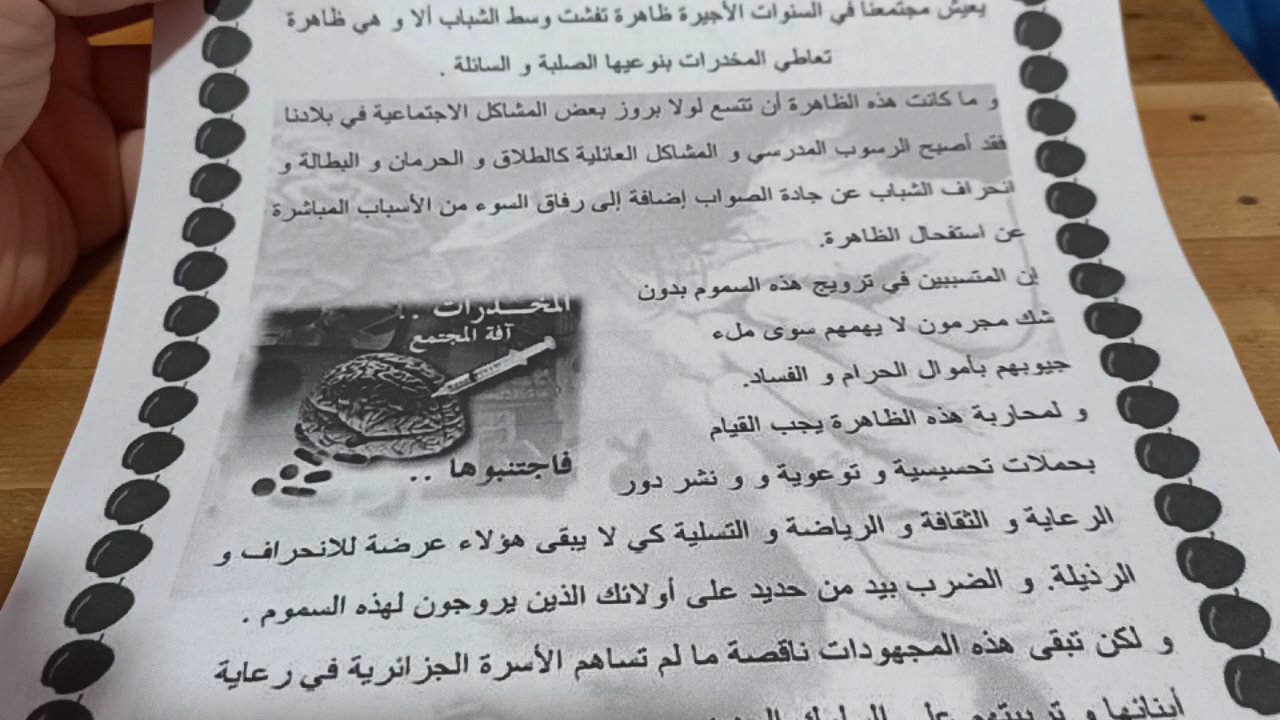 يعيش مجتمعنا في السنوات الأخيرة ظاهرة تفشت وسط الشباب ألا و هي ظاهرة
تعاطي المخدرات بنوعيها الصلبة و السائلة .
و ما كانت هذه الظاهرة أن تتسع لولا بروز بعض المشاكل الاجتماعية في بلادنا
فقد أصبح الرسوب المدرسي و المشاكل العائلية كالطلاق و الحرمان و البطالة و
انحراف الشباب عن جادة الصواب إضافة إلى رفاق السوء من الأسباب المباشرة
عن استفحال الظاهرة.
إن المتسببين في ترويج هذه السموم بدون
شك مجرمون لا يهمهم سوى ملء
جيوبهم بأموال الحرام و الفساد.
و لمحاربة هذه الظاهرة يجب القيام
بحملات تحسيسية و توعوية و و نشر دور
المخـدرات ..
آفة المجتمع
فاجتنبوها ..
الرعاية و الثقافة و الرياضة و التسلية كي لا يبقى هؤلاء عرضة للانحراف و
الرذيلة. و الضرب بيد من حديد على أولائك الذين يروجون لهذه السموم .
و لكن تبقى هذه المجهودات ناقصة ما لم تساهم الأسرة الجزائرية في رعاية
أبنائها و تربيتهم على